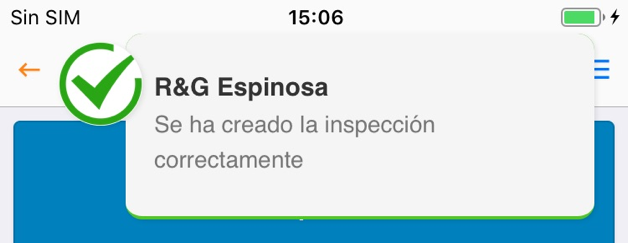 Sin SIM 15:06
R&G Espinosa
Se ha creado la inspección
correctamente